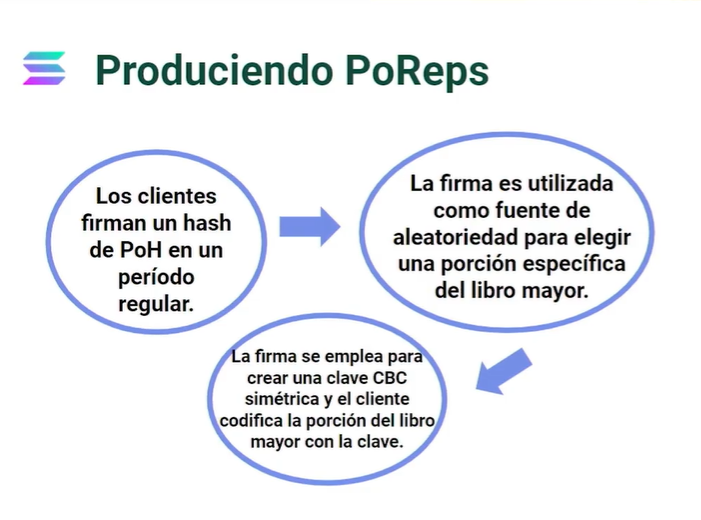 Produciendo PoReps
Los clientes
firman un hash
de PoH en un
período
regular.
La firma es utilizada
como fuente de
aleatoriedad para elegir
una porción específica
del libro mayor.
La firma se emplea para
crear una clave CBC
simétrica y el cliente
codifica la porción del libro
mayor con la clave.